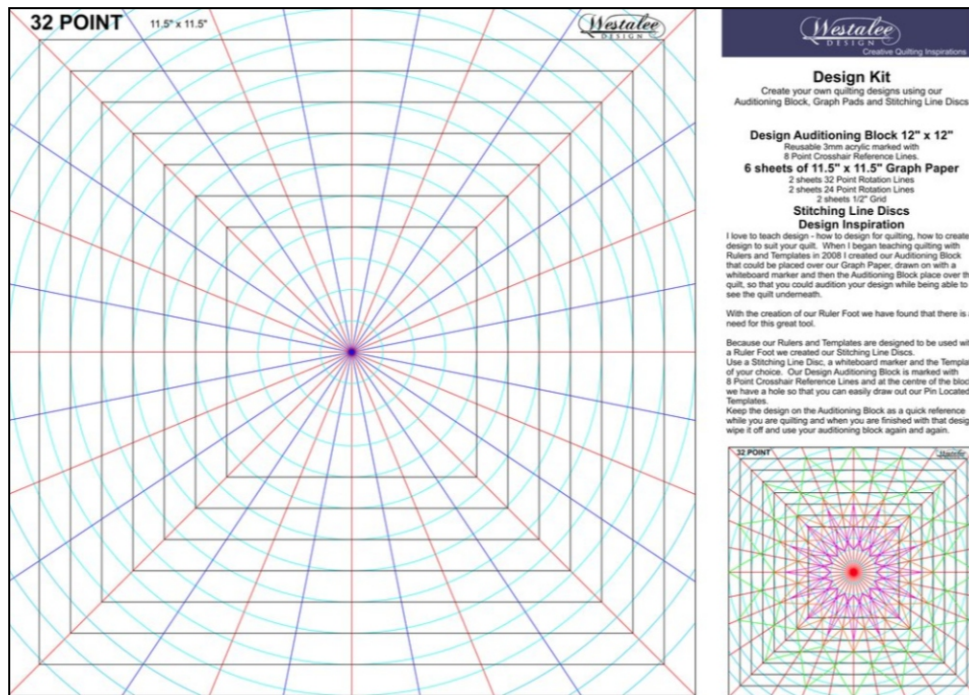 32 POINT
11.5" x 11.5"
Westalee
DESIGN
Westalee
DESIGN
Creative Quilting Inspirations
Design Kit
Create your own quilting designs using our
Auditioning Block, Graph Pads and Stitching Line Discs
Design Auditioning Block 12" x 12"
Reusable 3mm acrylic marked with
8 Point Crosshair Reference Lines.
6 sheets of 11.5" x 11.5" Graph Paper
2 sheets 32 Point Rotation Lines
2 sheets 24 Point Rotation Lines
2 sheets 1/2" Grid
Stitching Line Discs
Design Inspiration
I love to teach design - how to design for quilting, how to create
design to suit your quilt. When I began teaching quilting with
Rulers and Templates in 2008 I created our Auditioning Block
that could be placed over our Graph Paper, drawn on with a
whiteboard marker and then the Auditioning Block place over th
quilt, so that you could audition your design while being able to
see the quilt underneath.
With the creation of our Ruler Foot we have found that there is a
need for this great tool.
Because our Rulers and Templates are designed to be used wit
a Ruler Foot we created our Stitching Line Discs.
Use a Stitching Line Disc, a whiteboard marker and the Templa
of your choice. Our Design Auditioning Block is marked with
8 Point Crosshair Reference Lines and at the centre of the bloc
we have a hole so that you can easily draw out our Pin Located
Templates.
Keep the design on the Auditioning Block as a quick reference
while you are quilting and when you are finished with that desig
wipe it off and use your auditioning block again and again.
32 POINT